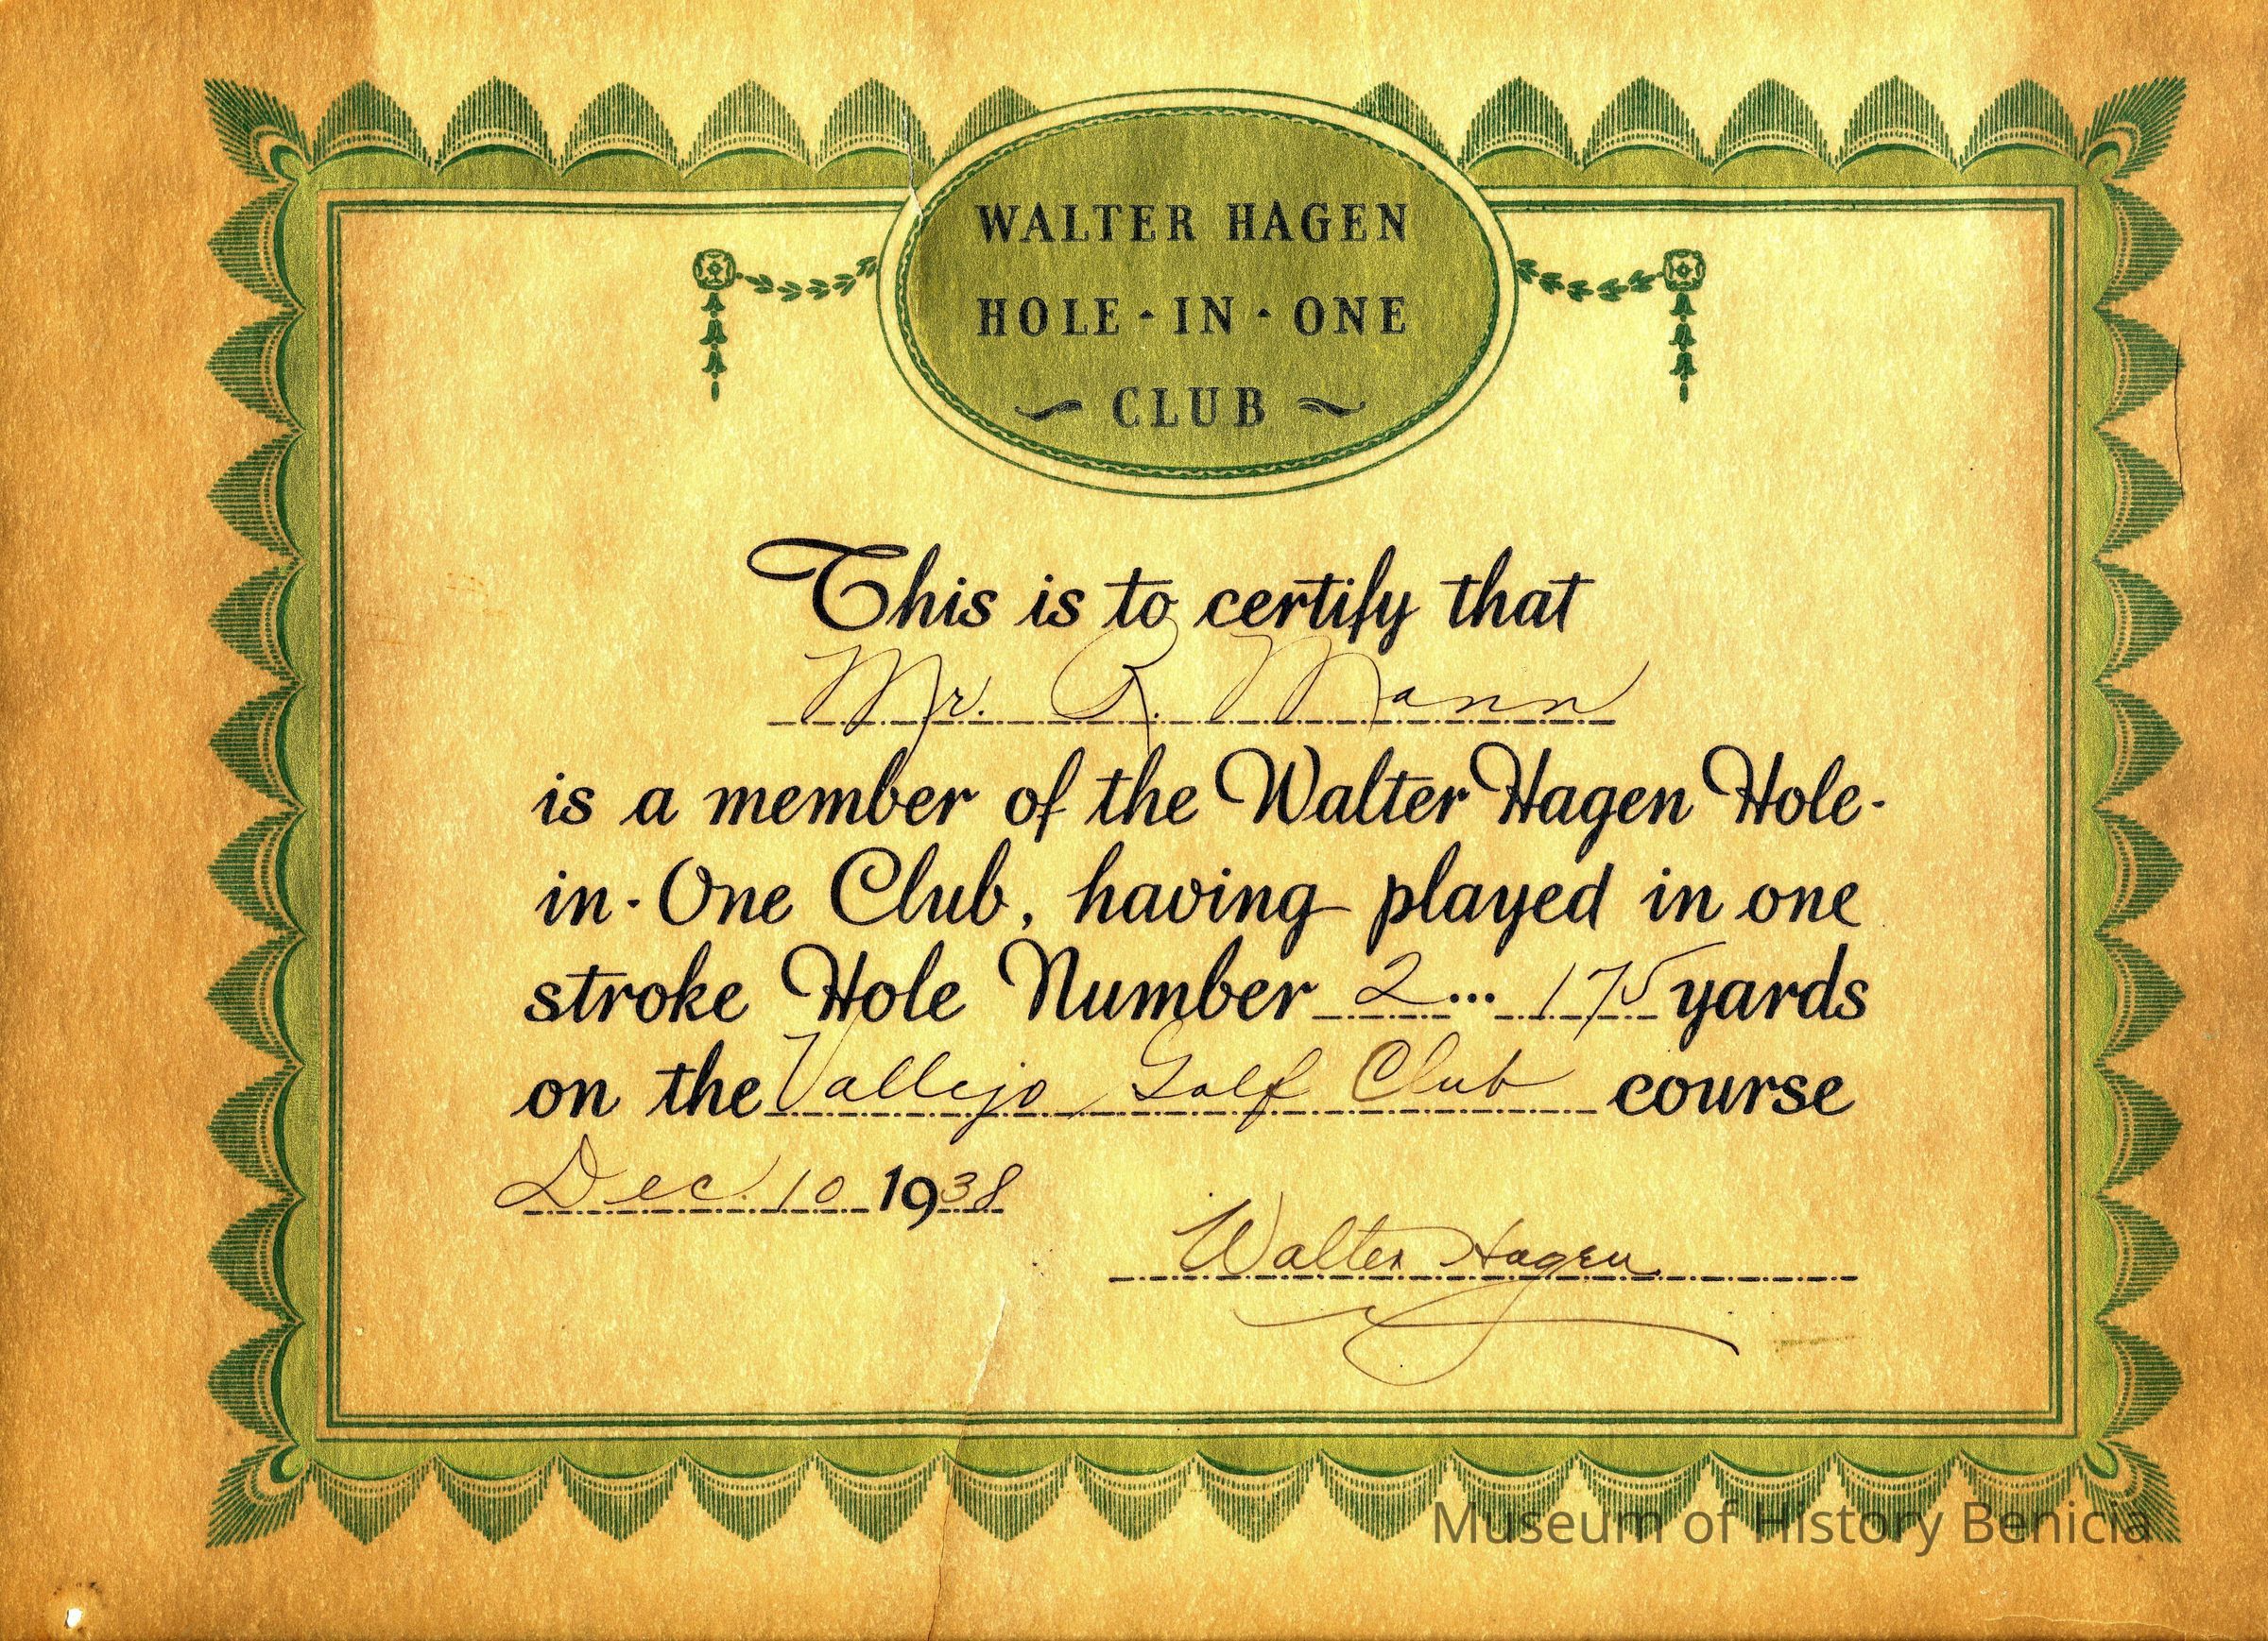 WALTER HAGEN
HOLE-IN-ONE
CLUB
This is to certify that
Mr. R. Mann
is a member of the Walter Hagen Hole-
in-One Club, having played in one
stroke Hole Number 2... 175 yards
on the Vallejo Golf Club course
Dec. 10 1938
Walter Hagen
Museum of History Benicia